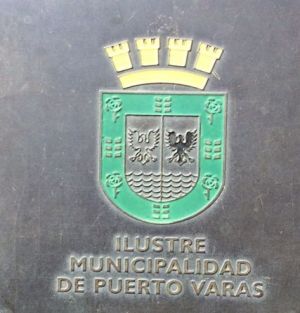 ILUSTRE
MUNICIPALIDAD
DE PUERTO VARAS